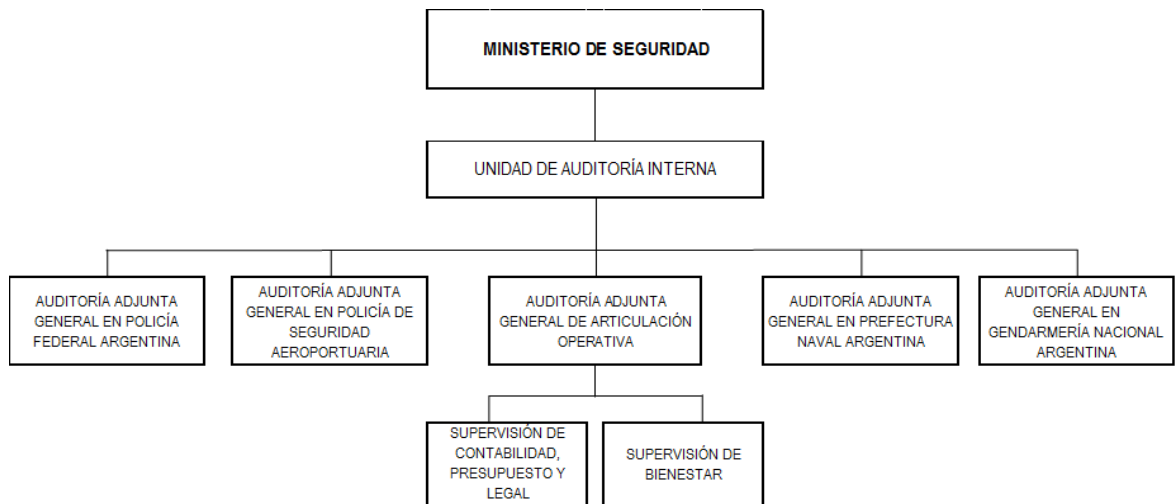 MINISTERIO DE SEGURIDAD
UNIDAD DE AUDITORÍA INTERNA
AUDITORÍA ADJUNTA
GENERAL EN POLICÍA
FEDERAL ARGENTINA
AUDITORÍA ADJUNTA
GENERAL EN POLICÍA DE
SEGURIDAD
AEROPORTUARIA
AUDITORÍA ADJUNTA
GENERAL DE ARTICULACIÓN
OPERATIVA
AUDITORÍA ADJUNTA
GENERAL EN PREFECTURA
NAVAL ARGENTINA
AUDITORÍA ADJUNTA
GENERAL EN
GENDARMERÍA NACIONAL
ARGENTINA
SUPERVISIÓN DE
CONTABILIDAD,
PRESUPUESTO Y
LEGAL
SUPERVISIÓN DE
BIENESTAR